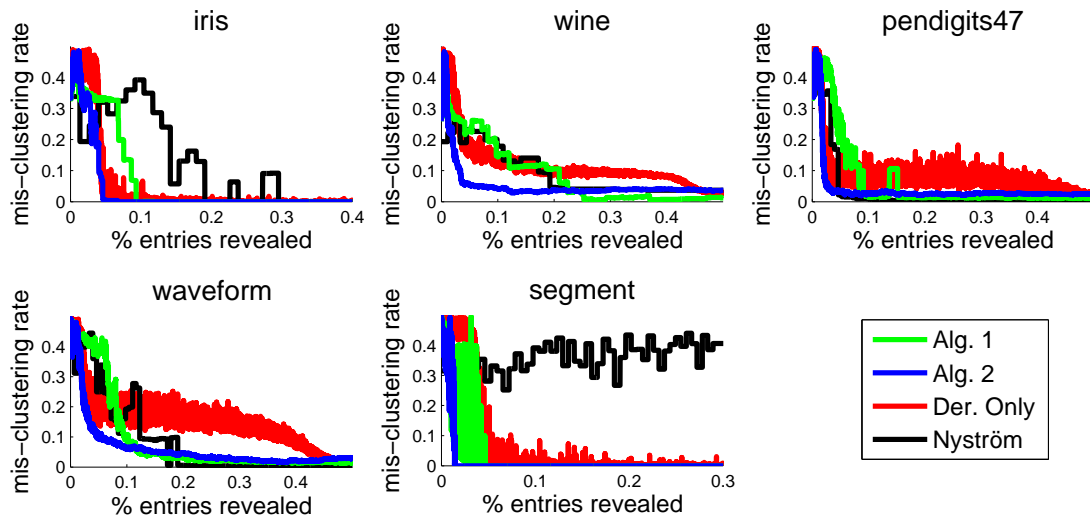 iris
mis−clustering rate
0.4
0.3
0.2
0.1
0
0 0.1 0.2 0.3 0.4
% entries revealed
wine
mis−clustering rate
0.4
0.3
0.2
0.1
0
0 0.1 0.2 0.3 0.4
% entries revealed
pendigits47
mis−clustering rate
0.4
0.3
0.2
0.1
0
0 0.1 0.2 0.3 0.4
% entries revealed
waveform
mis−clustering rate
0.4
0.3
0.2
0.1
0
0 0.1 0.2 0.3 0.4
% entries revealed
segment
mis−clustering rate
0.4
0.3
0.2
0.1
0
0 0.1 0.2 0.3
% entries revealed
Alg. 1
Alg. 2
Der. Only
Nyström